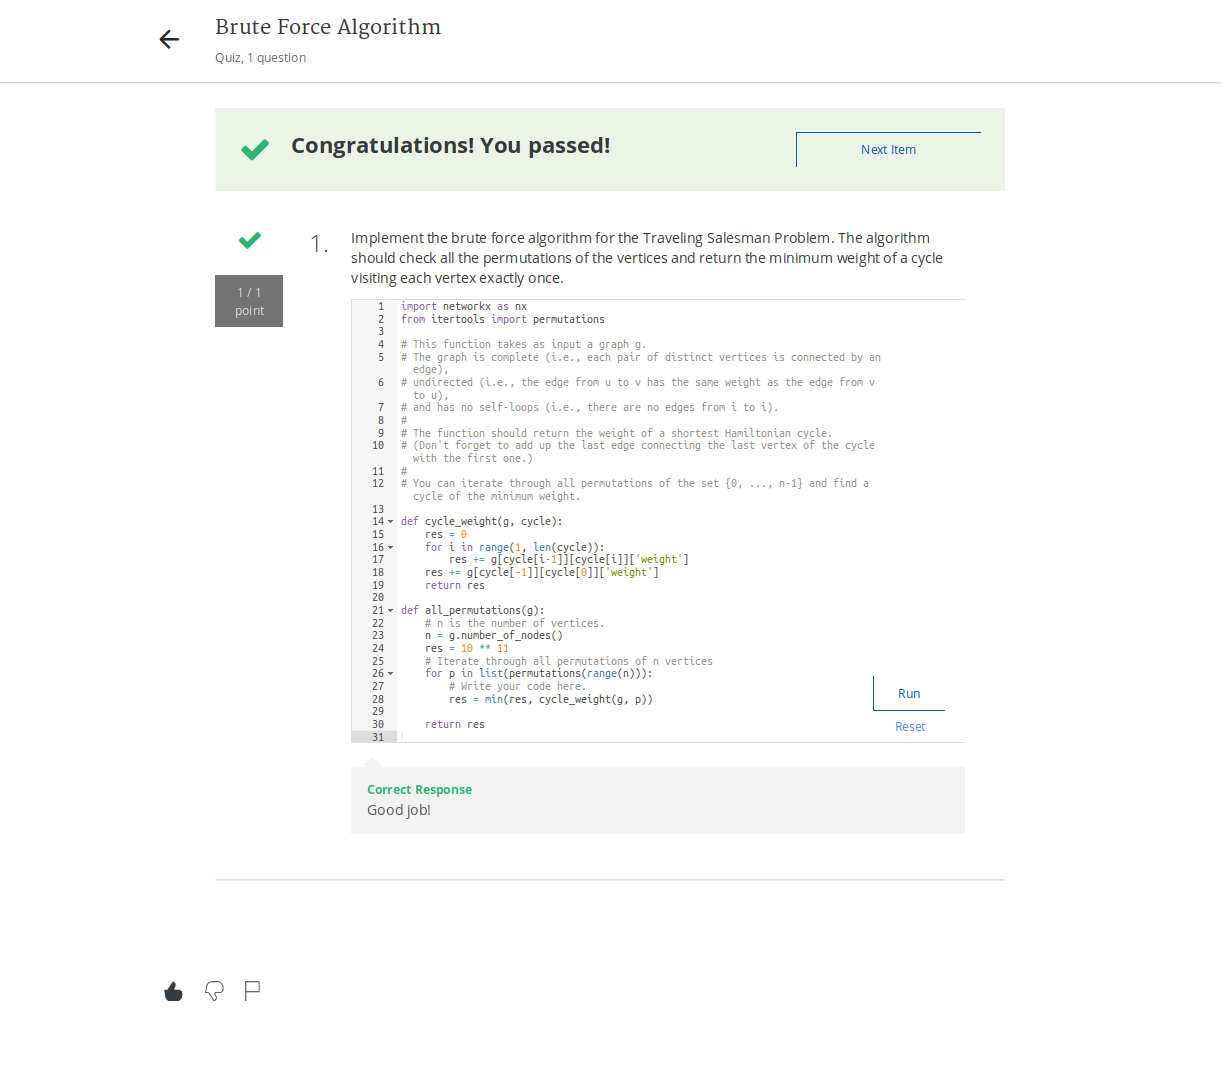 Brute Force Algorithm
Quiz, 1 question
Congratulations! You passed!
Next Item
1 / 1
point
1.
Implement the brute force algorithm for the Traveling Salesman Problem. The algorithm
should check all the permutations of the vertices and return the minimum weight of a cycle
visiting each vertex exactly once.
1 import networkx as nx
2 from itertools import permutations
3
4 # This function takes as input a graph g.
5 # The graph is complete (i.e., each pair of distinct vertices is connected by an
edge),
6 # undirected (i.e., the edge from u to v has the same weight as the edge from v
to u),
7 # and has no self-loops (i.e., there are no edges from i to i).
8 #
9 # The function should return the weight of a shortest Hamiltonian cycle.
10 # (Don't forget to add up the last edge connecting the last vertex of the cycle
with the first one.)
11 #
12 # You can iterate through all permutations of the set {0, ..., n-1} and find a
cycle of the minimum weight.
13
14 def cycle_weight(g, cycle):
15     res = 0
16     for i in range(1, len(cycle)):
17         res += g[cycle[i-1]][cycle[i]]['weight']
18     res += g[cycle[-1]][cycle[0]]['weight']
19     return res
20
21 def all_permutations(g):
22     # n is the number of vertices.
23     n = g.number_of_nodes()
24     res = 10 ** 11
25     # Iterate through all permutations of n vertices
26     for p in list(permutations(range(n))):
27         # Write your code here.
28         res = min(res, cycle_weight(g, p))
29
30     return res
31
Run
Reset
Correct Response
Good job!